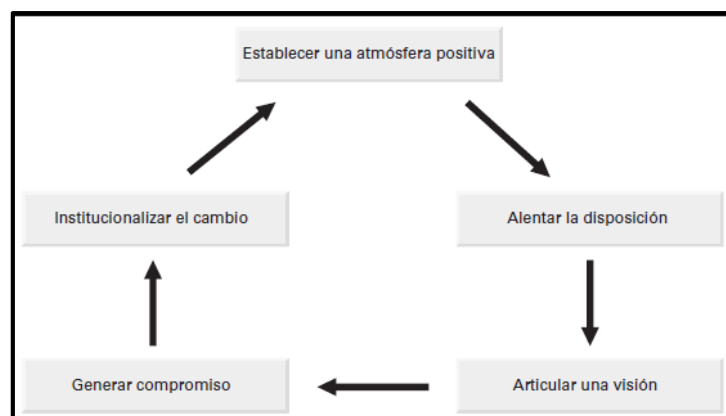 Establecer una atmósfera positiva
Institucionalizar el cambio
Alentar la disposición
Generar compromiso
Articular una visión